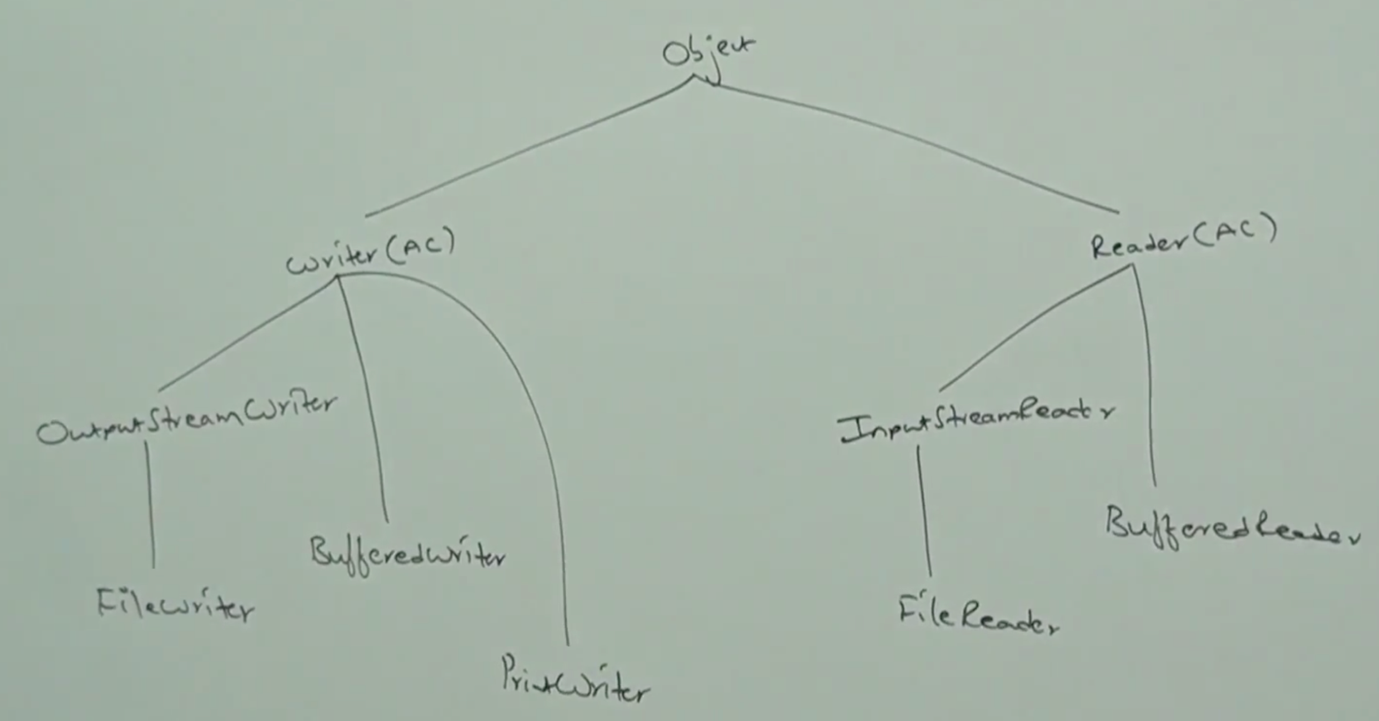 Object
Writer(AC)
Reader(AC)
OutputStreamWriter
InputStreamReader
BufferedWriter
BufferedReader
FileWriter
FileReader
PrintWriter